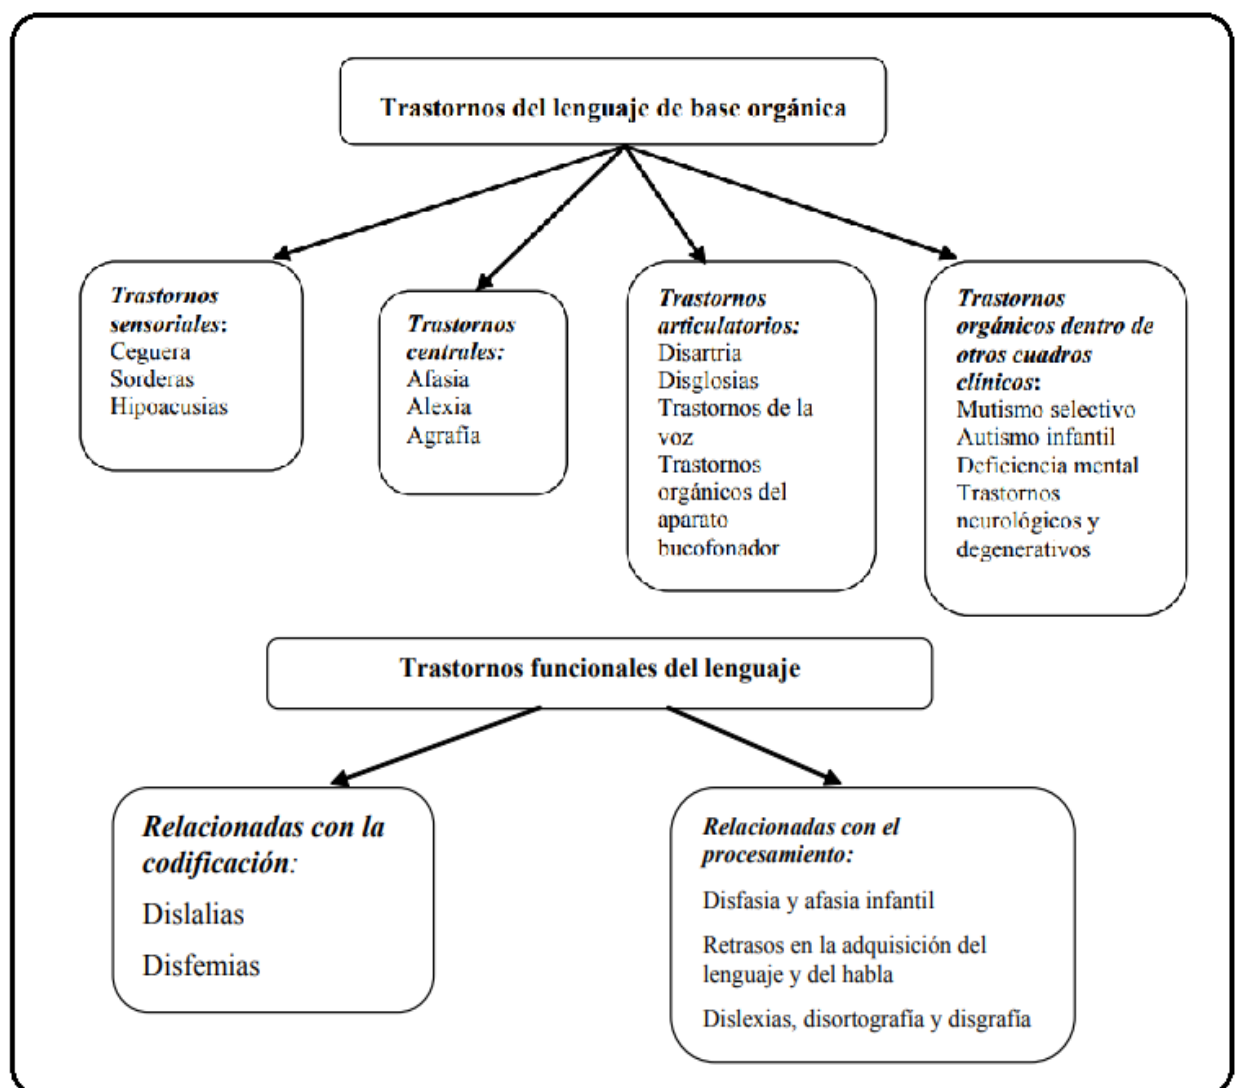 Trastornos del lenguaje de base orgánica
Trastornos
sensoriales:
Ceguera
Sorderas
Hipoacusias
Trastornos
centrales:
Afasia
Alexia
Agrafía
Trastornos
articulatorios:
Disartria
Disglosias
Trastornos de la
voz
Trastornos
orgánicos del
aparato
bucofonador
Trastornos
orgánicos dentro de
otros cuadros
clínicos:
Mutismo selectivo
Autismo infantil
Deficiencia mental
Trastornos
neurológicos y
degenerativos
Trastornos funcionales del lenguaje
Relacionadas con la
codificación:
Dislalias
Disfemias
Relacionadas con el
procesamiento:
Disfasia y afasia infantil
Retrasos en la adquisición del
lenguaje y del habla
Dislexias, disortografía y disgrafía